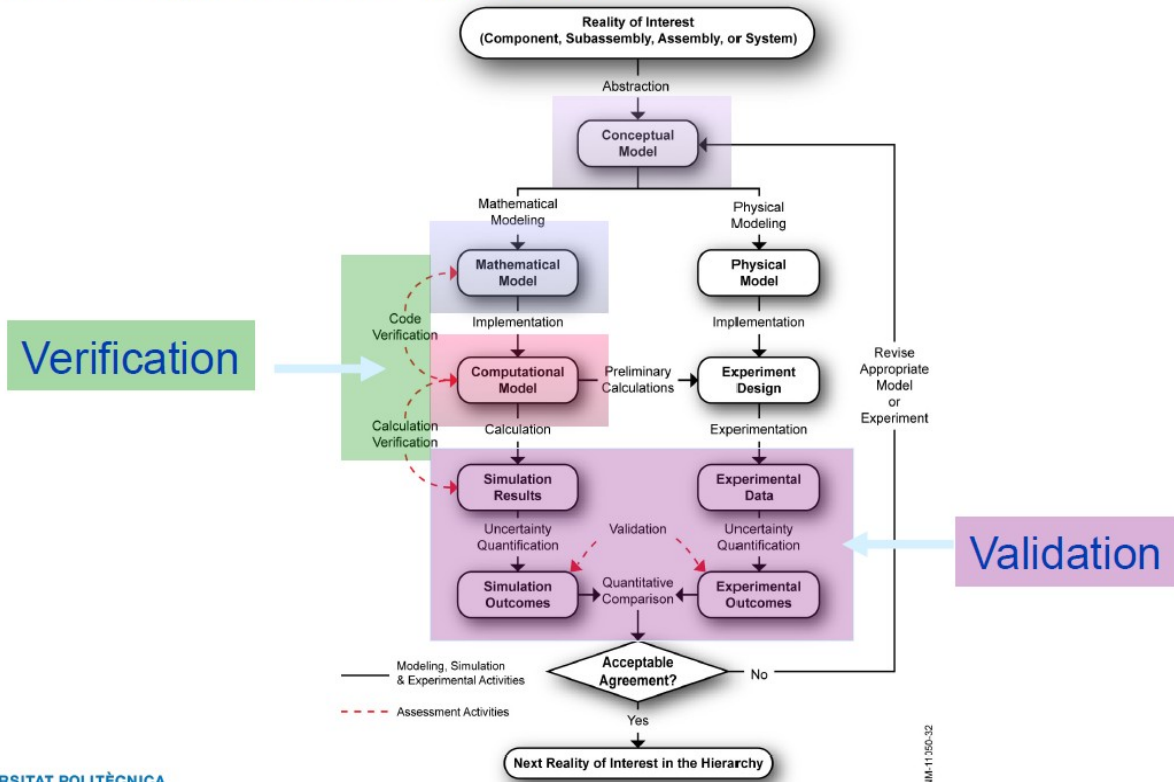 Reality of Interest
(Component, Subassembly, Assembly, or System)
Abstraction
Conceptual
Model
Mathematical
Modeling
Physical
Modeling
Mathematical
Model
Physical
Model
Code
Verification
Implementation
Implementation
Verification
Computational
Model
Preliminary
Calculations
Experiment
Design
Revise
Appropriate
Model
or
Experiment
Calculation
Verification
Calculation
Experimentation
Simulation
Results
Experimental
Data
Uncertainty
Quantification
Validation
Uncertainty
Quantification
Validation
Simulation
Outcomes
Quantitative
Comparison
Experimental
Outcomes
Modeling, Simulation
& Experimental Activities
Acceptable
Agreement?
No
Assessment Activities
Yes
Next Reality of Interest in the Hierarchy